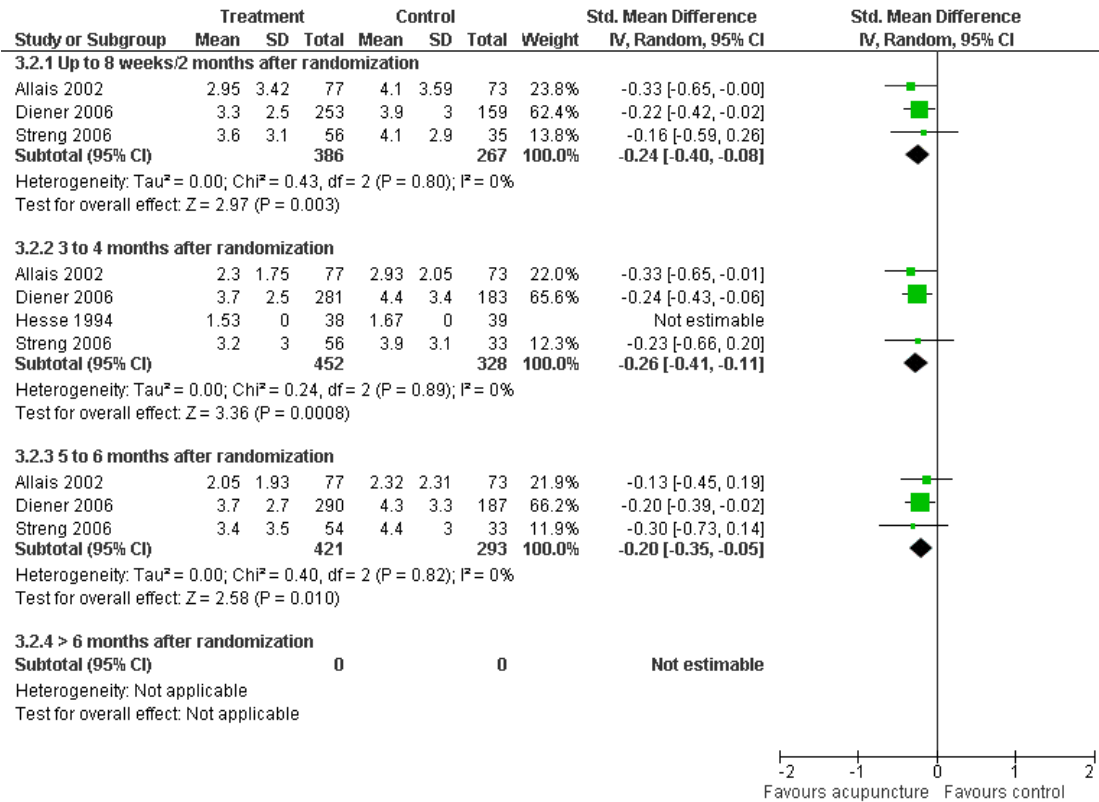 Treatment Control Std. Mean Difference Std. Mean Difference
Study or Subgroup Mean SD Total Mean SD Total Weight IV, Random, 95% CI IV, Random, 95% CI
3.2.1 Up to 8 weeks/2 months after randomization
Allais 2002 2.95 3.42 77 4.1 3.59 73 23.8% -0.33 [-0.65, -0.00]
Diener 2006 3.3 2.5 253 3.9 3 159 62.4% -0.22 [-0.42, -0.02]
Streng 2006 3.6 3.1 56 4.1 2.9 35 13.8% -0.16 [-0.59, 0.26]
Subtotal (95% CI) 386 267 100.0% -0.24 [-0.40, -0.08]
Heterogeneity: Tau² = 0.00; Chi² = 0.43, df = 2 (P = 0.80); I² = 0%
Test for overall effect: Z = 2.97 (P = 0.003)
3.2.2 3 to 4 months after randomization
Allais 2002 2.3 1.75 77 2.93 2.05 73 22.0% -0.33 [-0.65, -0.01]
Diener 2006 3.7 2.5 281 4.4 3.4 183 65.6% -0.24 [-0.43, -0.06]
Hesse 1994 1.53 0 38 1.67 0 39 Not estimable
Streng 2006 3.2 3 56 3.9 3.1 33 12.3% -0.23 [-0.66, 0.20]
Subtotal (95% CI) 452 328 100.0% -0.26 [-0.41, -0.11]
Heterogeneity: Tau² = 0.00; Chi² = 0.24, df = 2 (P = 0.89); I² = 0%
Test for overall effect: Z = 3.36 (P = 0.0008)
3.2.3 5 to 6 months after randomization
Allais 2002 2.05 1.93 77 2.32 2.31 73 21.9% -0.13 [-0.45, 0.19]
Diener 2006 3.7 2.7 290 4.3 3.3 187 66.2% -0.20 [-0.39, -0.02]
Streng 2006 3.4 3.5 54 4.4 3 33 11.9% -0.30 [-0.73, 0.14]
Subtotal (95% CI) 421 293 100.0% -0.20 [-0.35, -0.05]
Heterogeneity: Tau² = 0.00; Chi² = 0.40, df = 2 (P = 0.82); I² = 0%
Test for overall effect: Z = 2.58 (P = 0.010)
3.2.4 > 6 months after randomization
Subtotal (95% CI) 0 0 Not estimable
Heterogeneity: Not applicable
Test for overall effect: Not applicable
-2 -1 0 1 2
Favours acupuncture Favours control